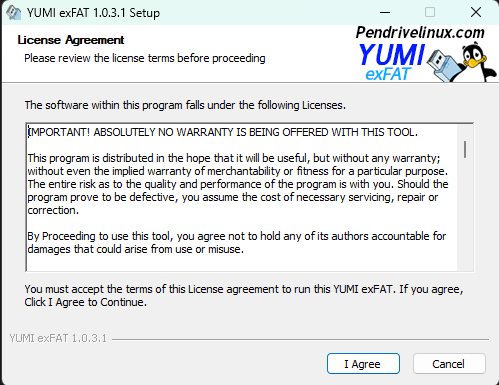 YUMI exFAT 1.0.3.1 Setup
License Agreement
Please review the license terms before proceeding
Pendrivelinux.com
YUMI
exFAT
The software within this program falls under the following Licenses.
IMPORTANT! ABSOLUTELY NO WARRANTY IS BEING OFFERED WITH THIS TOOL.
This program is distributed in the hope that it will be useful, but without any warranty;
without even the implied warranty of merchantability or fitness for a particular purpose.
The entire risk as to the quality and performance of the program is with you. Should the
program prove to be defective, you assume the cost of necessary servicing, repair or
correction.
By Proceeding to use this tool, you agree not to hold any of its authors accountable for
damages that could arise from use or misuse.
You must accept the terms of this License agreement to run this YUMI exFAT. If you agree,
Click I Agree to Continue.
YUMI exFAT 1.0.3.1
I Agree
Cancel